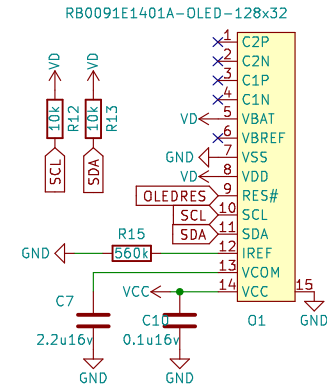 RB0091E1401A-OLED-128x32
1 C2P
2 C2N
3 C1P
4 C1N
VD 5 VBAT
6 VBREF
GND 7 VSS
VD 8 VDD
OLEDRES 9 RES#
SCL 10 SCL
SDA 11 SDA
GND R15 560k 12 IREF
13 VCOM
VCC 14 VCC 15
O1
GND
VD VD
10k R12 10k R13
SCL SDA
C7 C10
2.2u16v 0.1u16v
GND GND